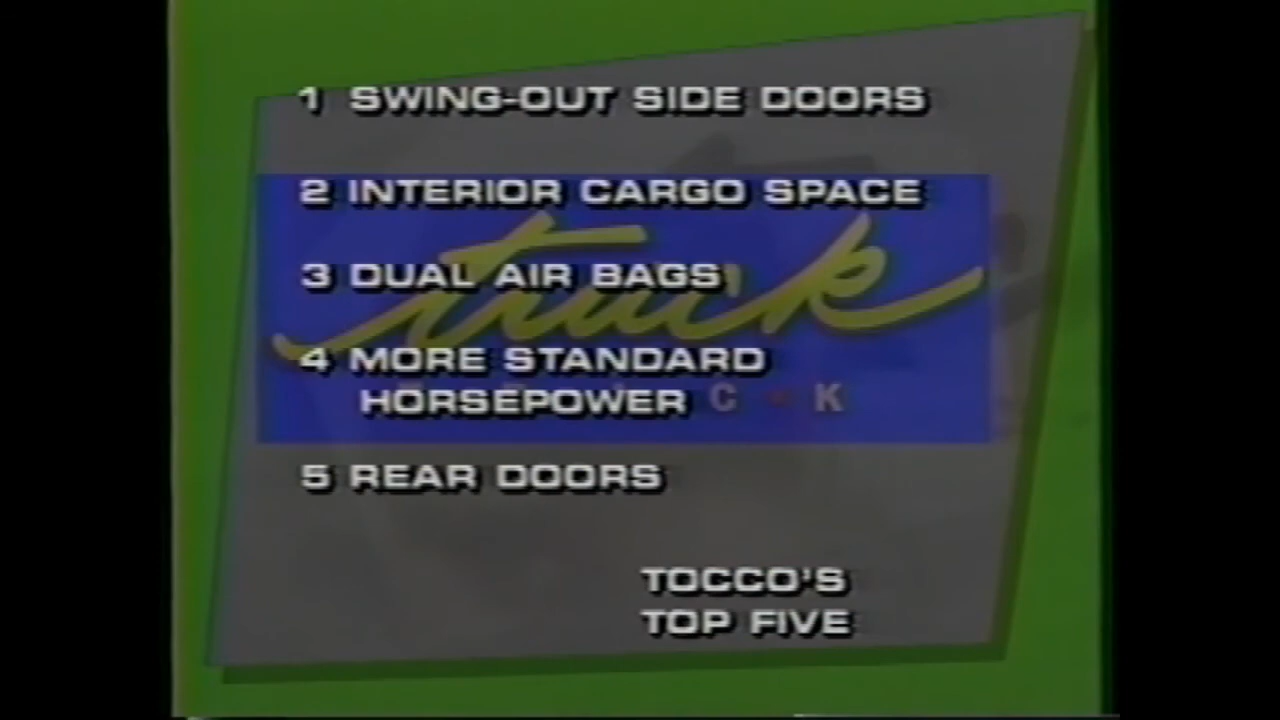 1 SWING-OUT SIDE DOORS
2 INTERIOR CARGO SPACE
truck
3 DUAL AIR BAGS
4 MORE STANDARD
HORSEPOWER
C K
5 REAR DOORS
TOCCO'S
TOP FIVE